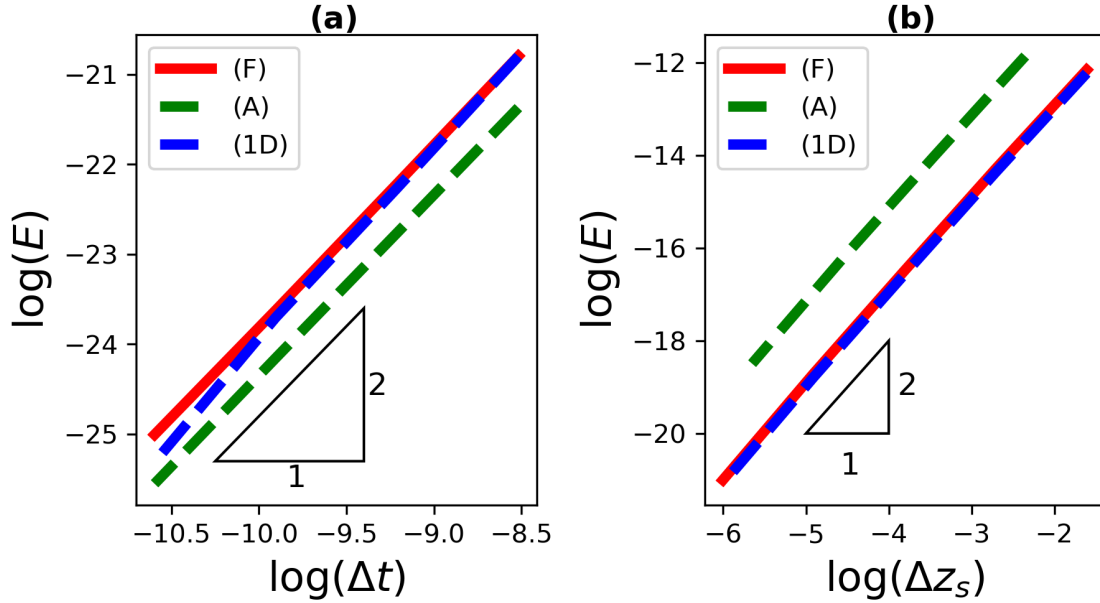 (a)
(F)
(A)
(1D)
−21
−22
−23
−24
−25
log(E)
2
1
−10.5 −10.0 −9.5 −9.0 −8.5
log(Δt)
(b)
(F)
(A)
(1D)
−12
−14
−16
−18
−20
log(E)
2
1
−6 −5 −4 −3 −2
log(Δz_s)